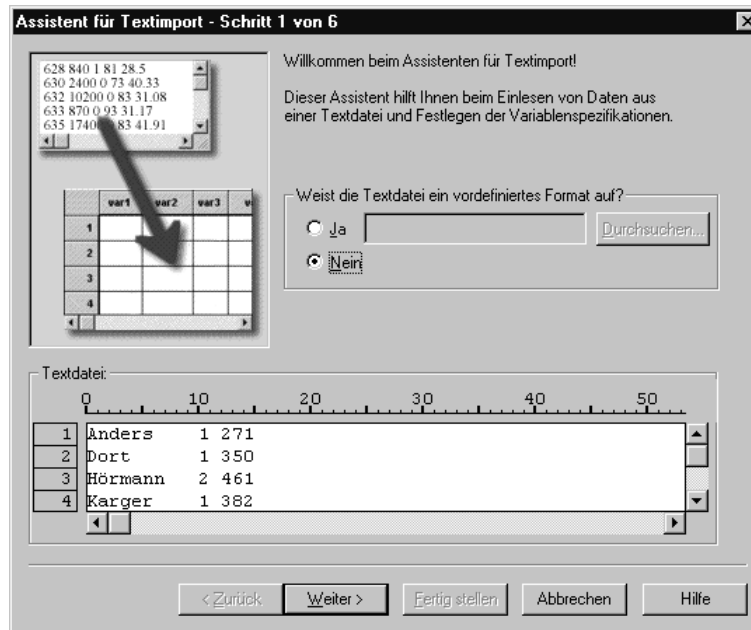 Assistent für Textimport - Schritt 1 von 6
628 840 1 81 28.5
630 2400 0 73 40.33
632 10200 0 83 31.08
633 870 0 93 31.17
635 1740 83 41.91
var1 var2 var3 v
1
2
3
4
Willkommen beim Assistenten für Textimport!
Dieser Assistent hilft Ihnen beim Einlesen von Daten aus
einer Textdatei und Festlegen der Variablenspezifikationen.
Weist die Textdatei ein vordefiniertes Format auf?
Ja
Durchsuchen...
Nein
Textdatei:
0 10 20 30 40 50
1 Anders 1 271
2 Dort 1 350
3 Hörmann 2 461
4 Karger 1 382
< Zurück Weiter > Fertig stellen Abbrechen Hilfe